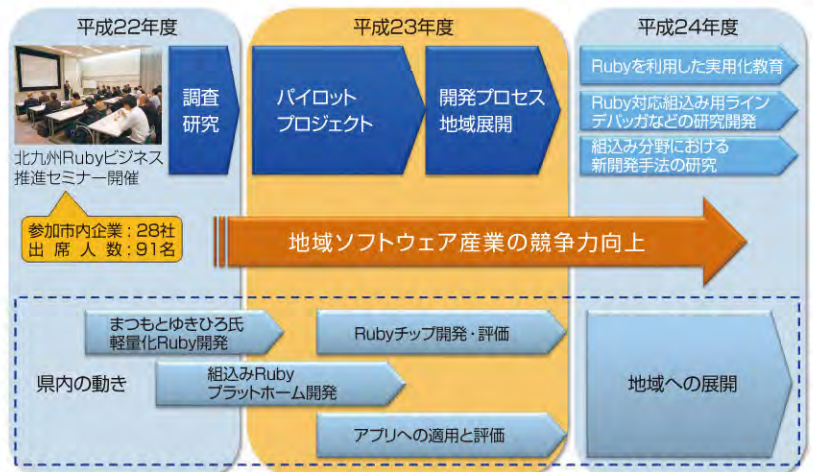 平成22年度
平成23年度
平成24年度
調査
研究
パイロット
プロジェクト
開発プロセス
地域展開
Rubyを利用した実用化教育
Ruby対応組込み用ライン
デバッガなどの研究開発
組込み分野における
新開発手法の研究
北九州Rubyビジネス
推進セミナー開催
参加市内企業：28社
出席人数：91名
地域ソフトウェア産業の競争力向上
県内の動き
まつもとゆきひろ氏
軽量化Ruby開発
Rubyチップ開発・評価
組込みRuby
プラットホーム開発
アプリへの適用と評価
地域への展開